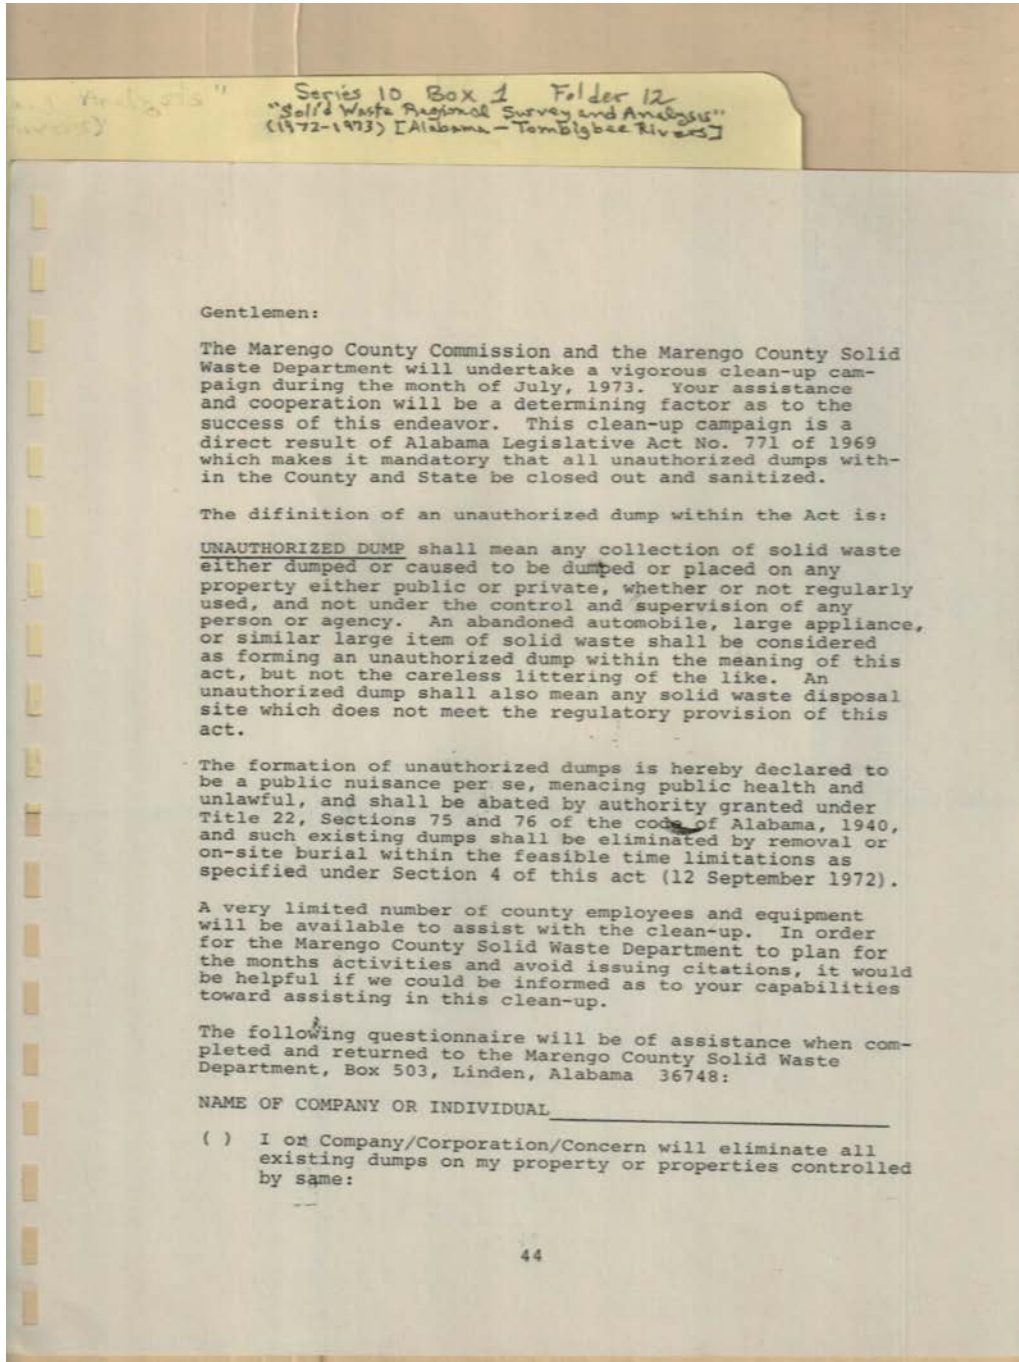 Series 10 Box 1 Folder 12
"Solid Waste Regional Survey and Analysis"
(1972-1973) [Alabama - Tombigbee Rivers]
Gentlemen:
The Marengo County Commission and the Marengo County Solid
Waste Department will undertake a vigorous clean-up cam-
paign during the month of July, 1973. Your assistance
and cooperation will be a determining factor as to the
success of this endeavor. This clean-up campaign is a
direct result of Alabama Legislative Act No. 771 of 1969
which makes it mandatory that all unauthorized dumps with-
in the County and State be closed out and sanitized.
The difinition of an unauthorized dump within the Act is:
UNAUTHORIZED DUMP shall mean any collection of solid waste
either dumped or caused to be dumped or placed on any
property either public or private, whether or not regularly
used, and not under the control and supervision of any
person or agency. An abandoned automobile, large appliance,
or similar large item of solid waste shall be considered
as forming an unauthorized dump within the meaning of this
act, but not the careless littering of the like. An
unauthorized dump shall also mean any solid waste disposal
site which does not meet the regulatory provision of this
act.
The formation of unauthorized dumps is hereby declared to
be a public nuisance per se, menacing public health and
unlawful, and shall be abated by authority granted under
Title 22, Sections 75 and 76 of the code of Alabama, 1940,
and such existing dumps shall be eliminated by removal or
on-site burial within the feasible time limitations as
specified under Section 4 of this act (12 September 1972).
A very limited number of county employees and equipment
will be available to assist with the clean-up. In order
for the Marengo County Solid Waste Department to plan for
the months activities and avoid issuing citations, it would
be helpful if we could be informed as to your capabilities
toward assisting in this clean-up.
The following questionnaire will be of assistance when com-
pleted and returned to the Marengo County Solid Waste
Department, Box 503, Linden, Alabama 36748:
NAME OF COMPANY OR INDIVIDUAL
( ) I or Company/Corporation/Concern will eliminate all
existing dumps on my property or properties controlled
by same:
44